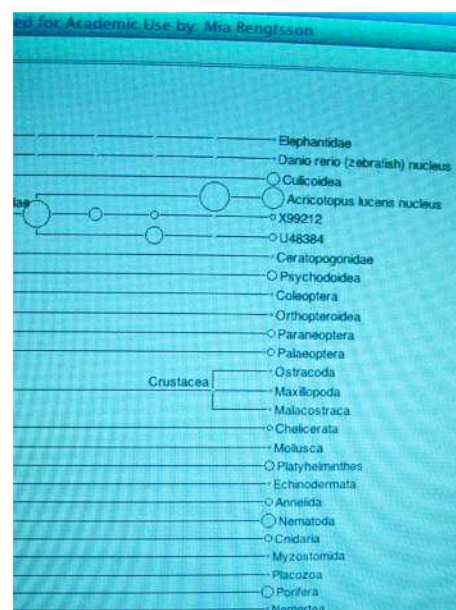 ed for Academic Use by: Mia Bengtsson
Elephantidae
Danio rerio (zebrafish) nucleus
Culicoidea
Acricotopus lucens nucleus
dae
X99212
U48384
Ceratopogonidae
Psychodoidea
Coleoptera
Orthopteroidea
Paraneoptera
Palaeoptera
Ostracoda
Crustacea
Maxillopoda
Malacostraca
Chelicerata
Mollusca
Platyhelminthes
Echinodermata
Annelida
Nematoda
Cnidaria
Myzostomida
Placozoa
Porifera
Nemertea